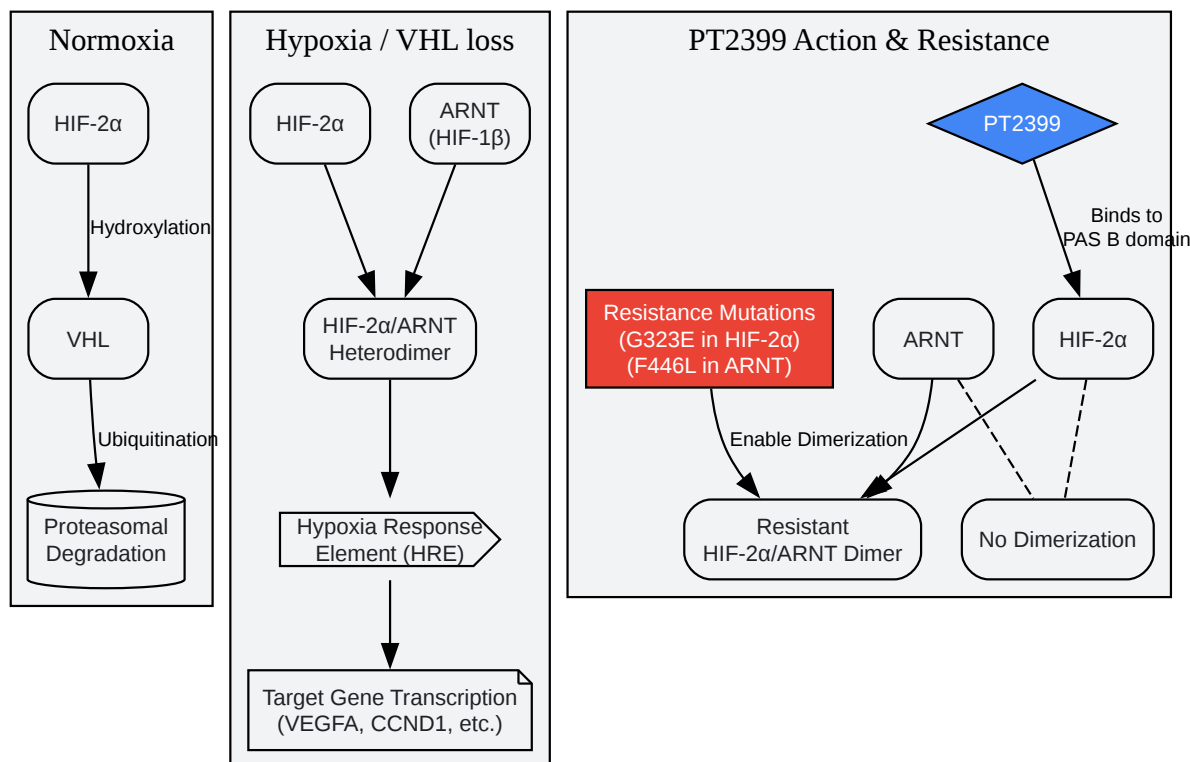 Normoxia
HIF-2α
Hydroxylation
VHL
Ubiquitination
Proteasomal
Degradation
Hypoxia / VHL loss
HIF-2α
ARNT
(HIF-1β)
HIF-2α/ARNT
Heterodimer
Hypoxia Response
Element (HRE)
Target Gene Transcription
(VEGFA, CCND1, etc.)
PT2399 Action & Resistance
PT2399
Binds to
PAS B domain
Resistance Mutations
(G323E in HIF-2α)
(F446L in ARNT)
ARNT
HIF-2α
Enable Dimerization
Resistant
HIF-2α/ARNT Dimer
No Dimerization